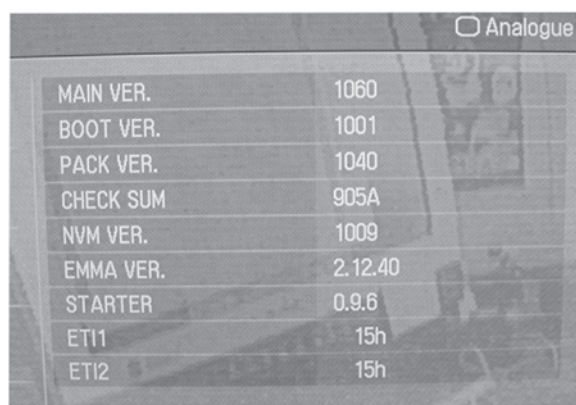 Analogue
MAIN VER. 1060
BOOT VER. 1001
PACK VER. 1040
CHECK SUM 905A
NVM VER. 1009
EMMA VER. 2.12.40
STARTER 0.9.6
ETI1 15h
ETI2 15h